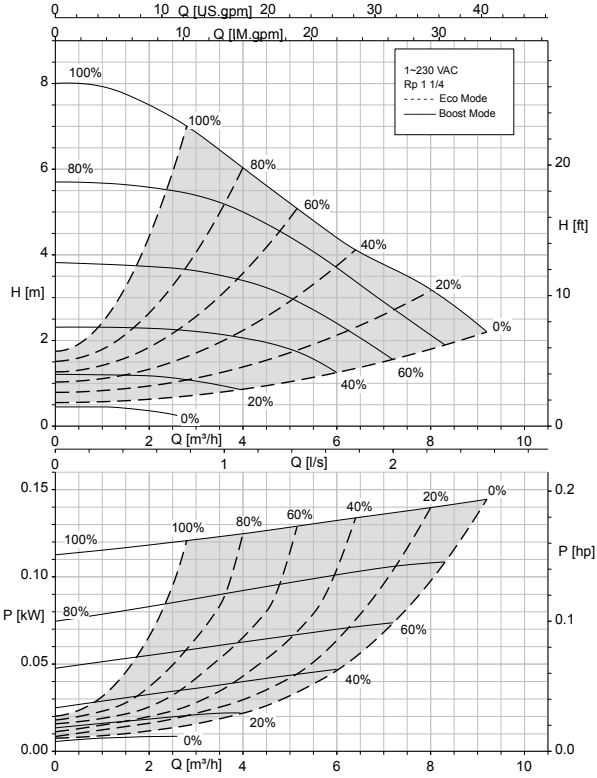 0 10 20 30 40
Q [US.gpm]
0 10 20 30
Q [IM.gpm]
100%
8
1~230 VAC
Rp 1 1/4
Eco Mode
Boost Mode
100%
80%
80%
6
20
60%
40%
H [ft]
4
20%
H [m]
10
0%
2
60%
40%
20%
0%
0
0
0 2 4 6 8 10
Q [m³/h]
0 1 2
Q [l/s]
0.15
0%
0.2
20%
40%
60%
80%
100%
100%
P [hp]
0.10
80%
P [kW]
0.1
60%
0.05
40%
20%
0%
0.00
0.0
0 2 4 6 8 10
Q [m³/h]